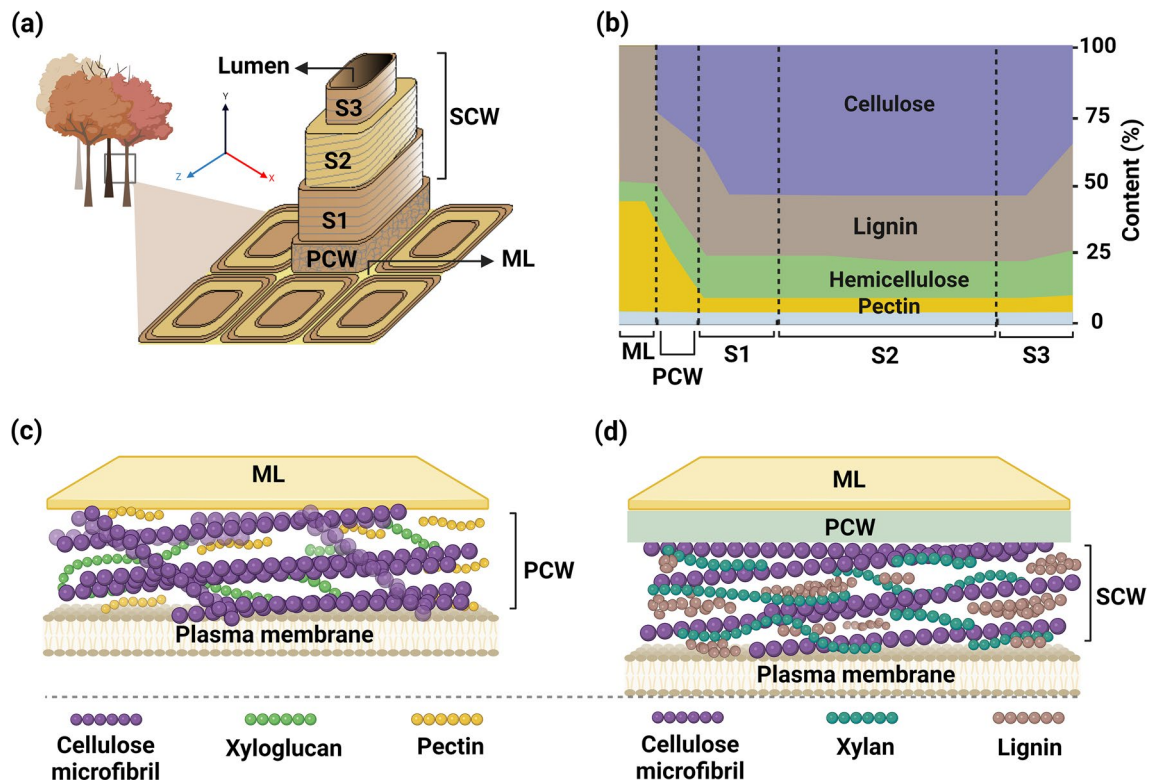 (a)
Lumen
S3
SCW
S2
S1
PCW
ML
Y
Z
X
(b)
Cellulose
Lignin
Hemicellulose
Pectin
100
75
50
25
0
Content (%)
ML
PCW
S1
S2
S3
(c)
ML
PCW
Plasma membrane
Cellulose
microfibril
Xyloglucan
Pectin
(d)
ML
PCW
SCW
Plasma membrane
Cellulose
microfibril
Xylan
Lignin